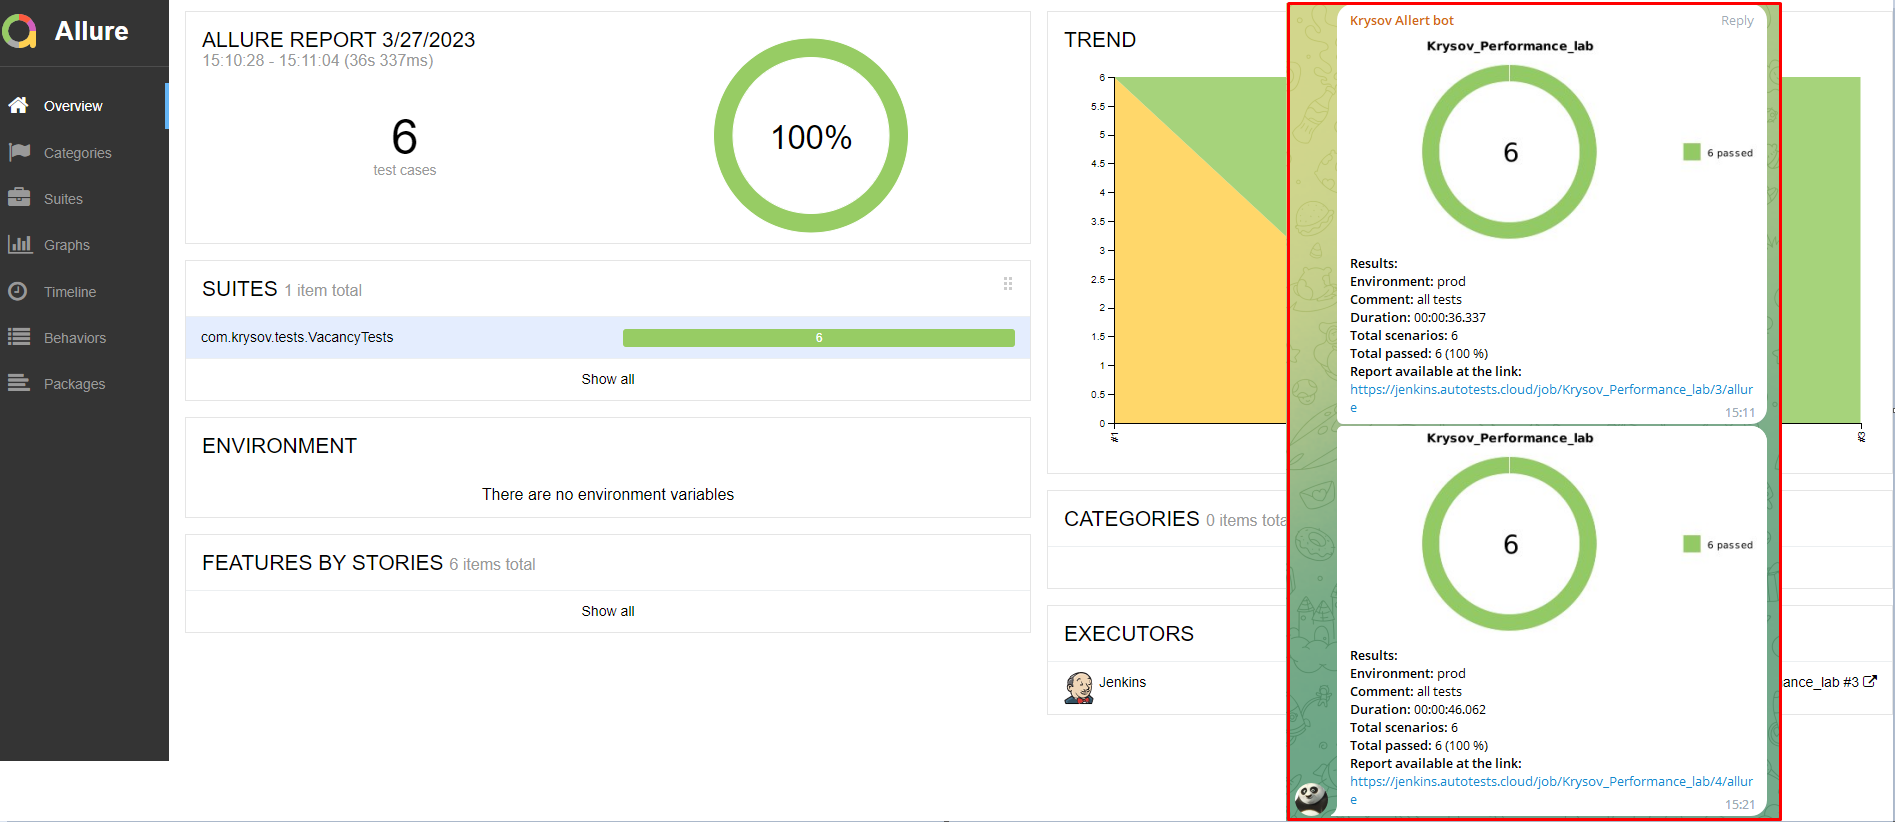 Allure
Overview
Categories
Suites
Graphs
Timeline
Behaviors
Packages
ALLURE REPORT 3/27/2023
15:10:28 - 15:11:04 (36s 337ms)
6
test cases
100%
SUITES 1 item total
com.krysov.tests.VacancyTests
6
Show all
ENVIRONMENT
There are no environment variables
FEATURES BY STORIES 6 items total
Show all
TREND
6
5.5
5
4.5
4
3.5
3
2.5
2
1.5
1
0.5
0
#1
#3
CATEGORIES 0 items tota
EXECUTORS
Jenkins
ance_lab #3
Krysov Allert bot
Reply
Krysov_Performance_lab
6
6 passed
Results:
Environment: prod
Comment: all tests
Duration: 00:00:36.337
Total scenarios: 6
Total passed: 6 (100 %)
Report available at the link:
https://jenkins.autotests.cloud/job/Krysov_Performance_lab/3/allur
e
15:11
Krysov_Performance_lab
6
6 passed
Results:
Environment: prod
Comment: all tests
Duration: 00:00:46.062
Total scenarios: 6
Total passed: 6 (100 %)
Report available at the link:
https://jenkins.autotests.cloud/job/Krysov_Performance_lab/4/allur
e
15:21